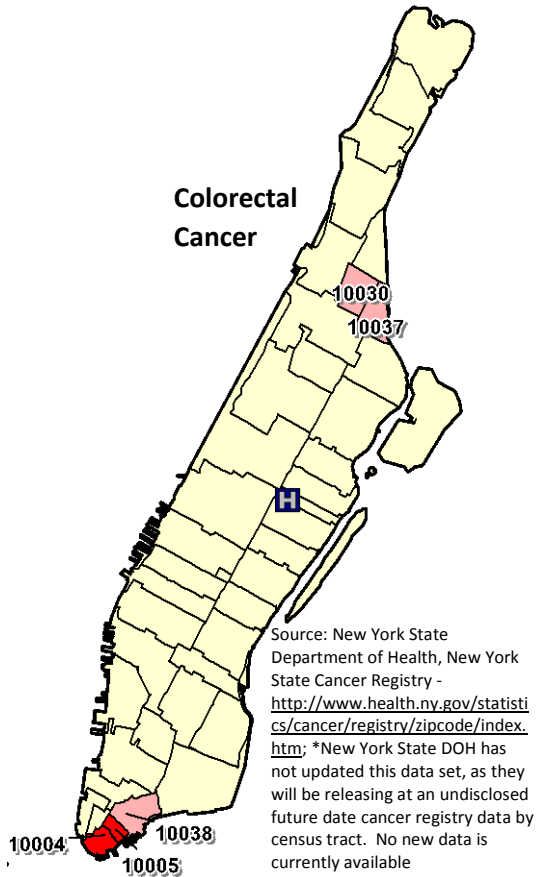 Colorectal
Cancer
10030
10037
H
Source: New York State
Department of Health, New York
State Cancer Registry -
http://www.health.ny.gov/statisti
cs/cancer/registry/zipcode/index.
htm; *New York State DOH has
not updated this data set, as they
will be releasing at an undisclosed
future date cancer registry data by
census tract.  No new data is
currently available
10004
10038
10005